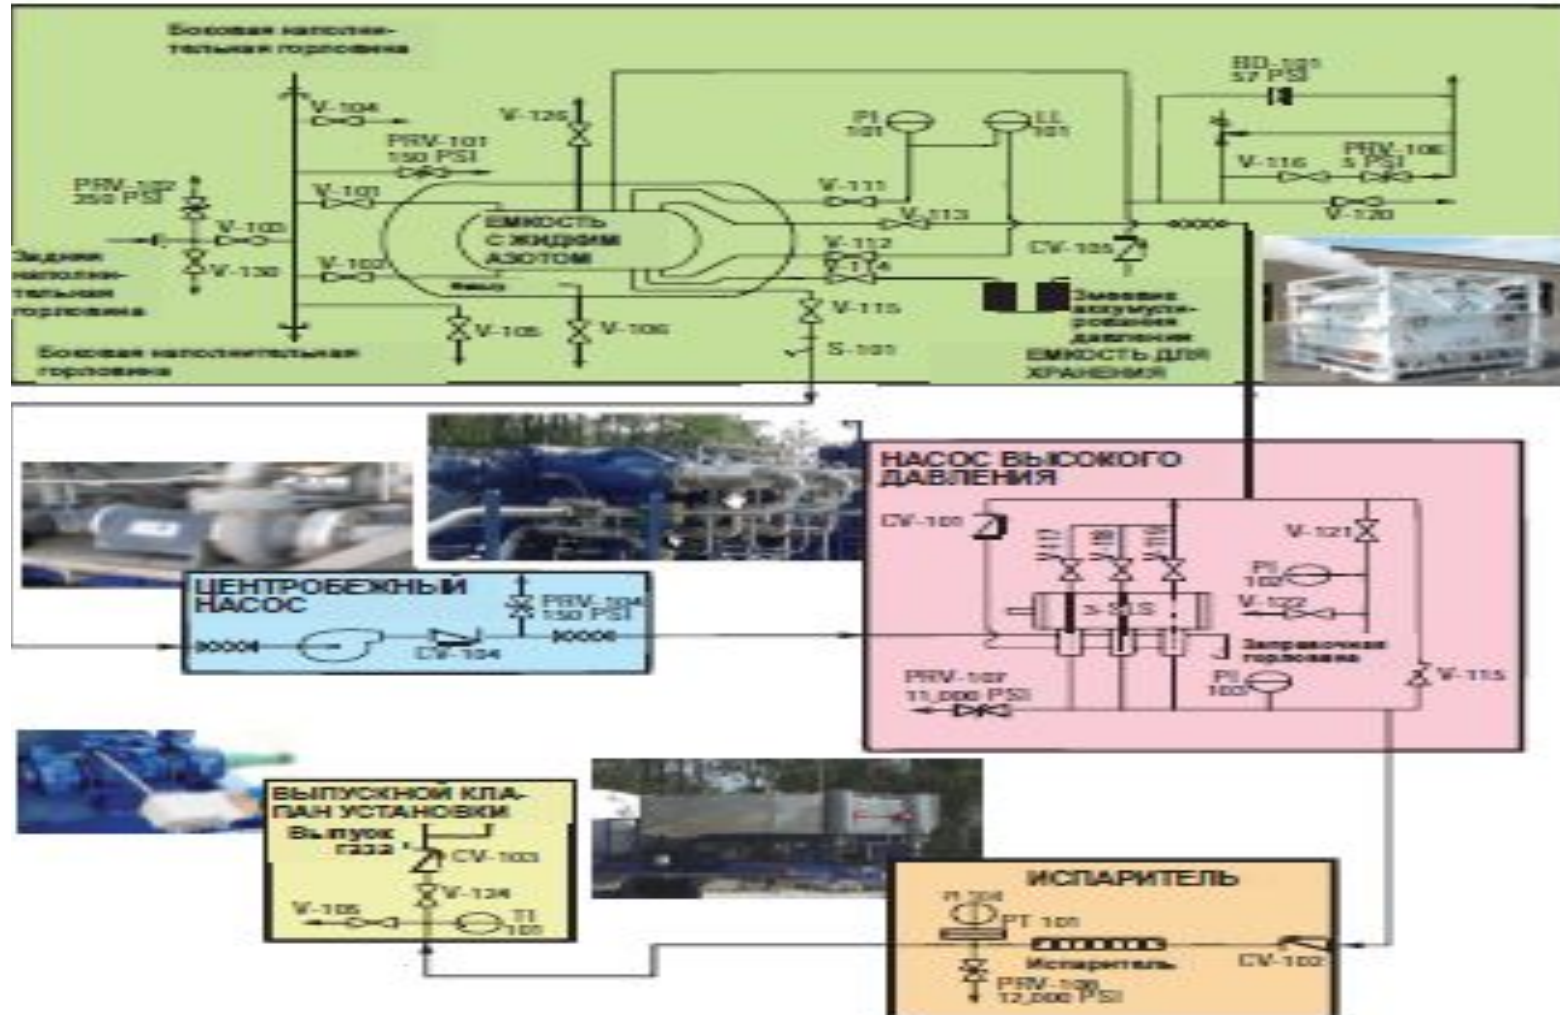 Боковая наполни-
тельная горловина
V-104
V-126
PRV-101
150 PSI
PI
101
LL
101
BD-101
57 PSI
PRV-102
250 PSI
V-101
V-103
V-102
V-130
Задняя
наполни-
тельная
горловина
ЕМКОСТЬ
С ЖИДКИМ
АЗОТОМ
V-111
V-113
V-112
V-114
CV-105
V-116
PRV-106
5 PSI
V-120
V-105
V-106
V-115
S-101
Боковая наполнительная
горловина
Змеевик
аккумули-
рования
давления
ЕМКОСТЬ ДЛЯ
ХРАНЕНИЯ
НАСОС ВЫСОКОГО
ДАВЛЕНИЯ
CV-101
V-117
V-118
V-119
V-121
PI
102
V-122
3-SLS
Заправочная
горловина
PRV-107
11,000 PSI
PI
103
V-115
ЦЕНТРОБЕЖНЫЙ
НАСОС
PRV-104
150 PSI
CV-104
ВЫПУСКНОЙ КЛА-
ПАН УСТАНОВКИ
Выпуск
газа
CV-103
V-124
V-105
TI
101
ИСПАРИТЕЛЬ
PT 101
Испаритель
CV-102
PRV-108
12,000 PSI